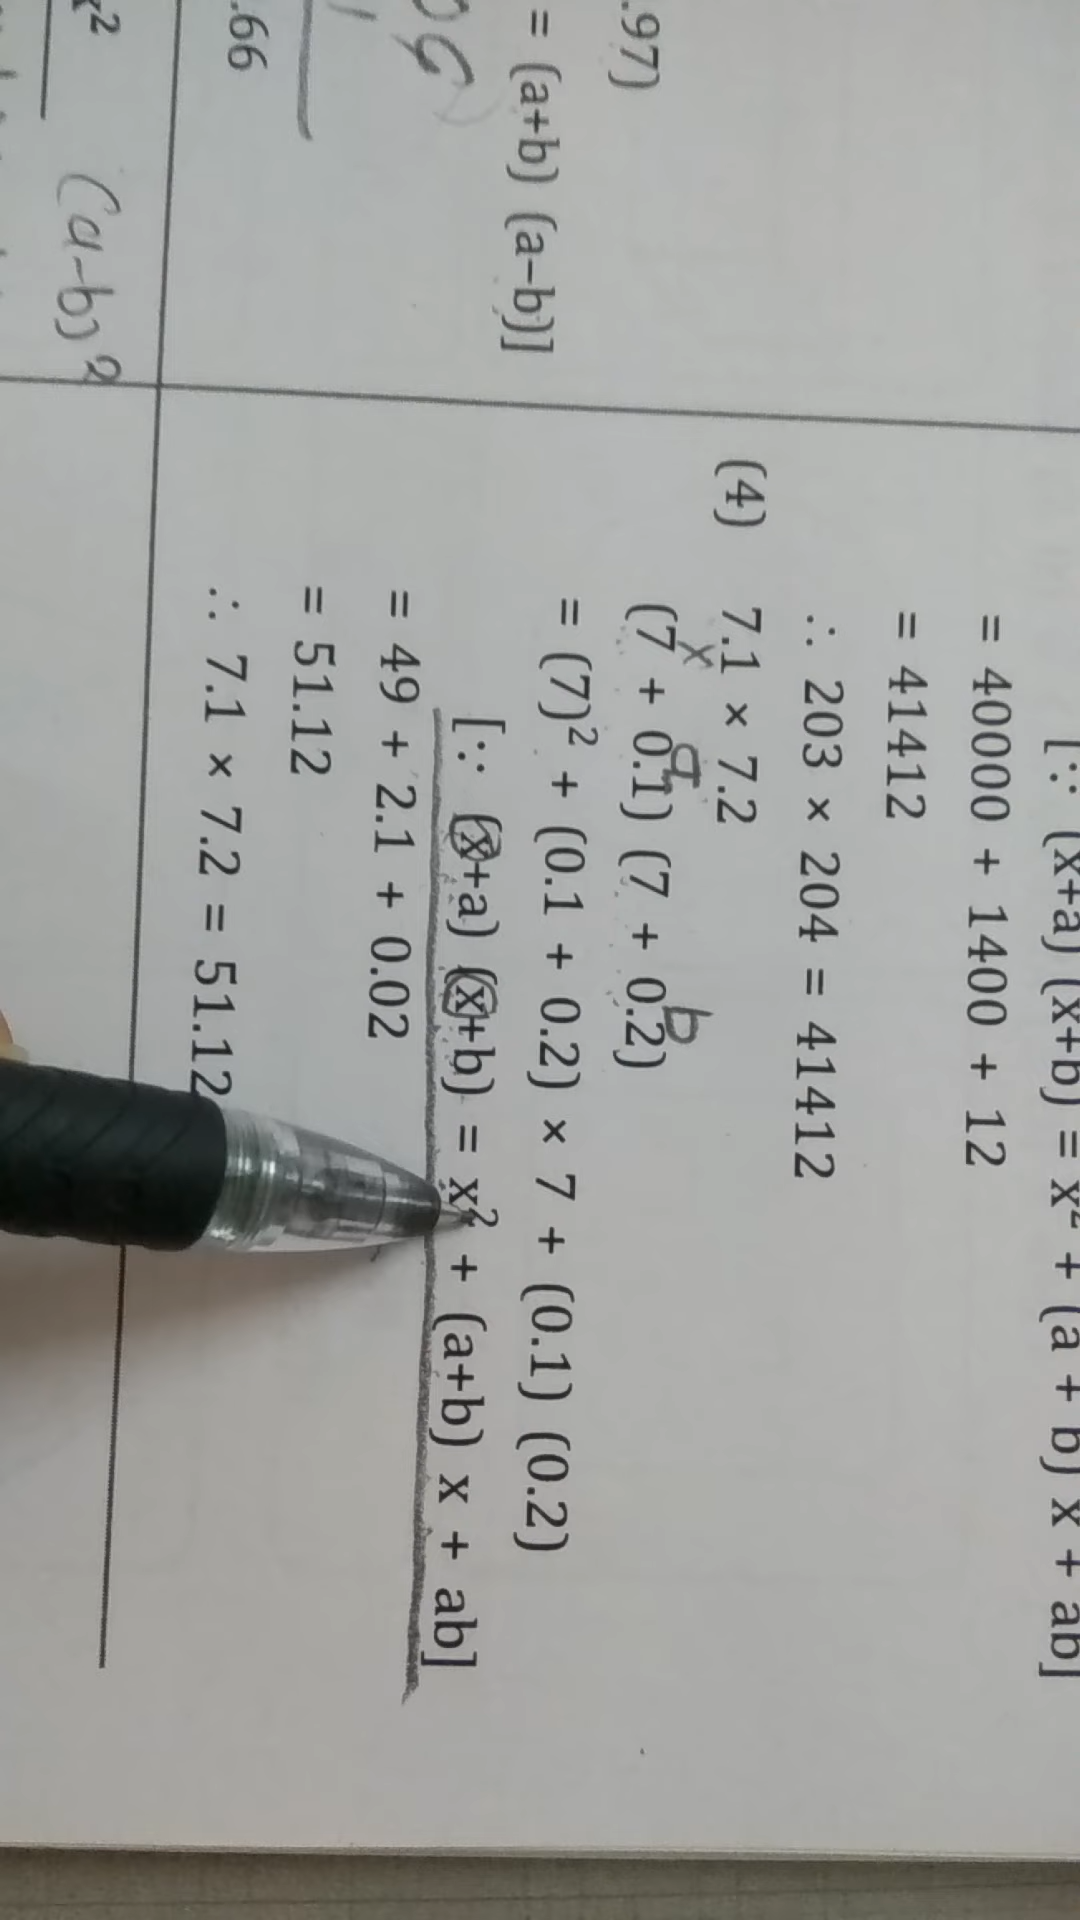 [∵ (x+a) (x+b) = x² + (a + b) x + ab]
= 40000 + 1400 + 12
= 41412
∴ 203 × 204 = 41412
(4) 7.1 × 7.2
x a b
(7 + 0.1) (7 + 0.2)
= (7)² + (0.1 + 0.2) × 7 + (0.1) (0.2)
[∵ (x+a) (x+b) = x² + (a+b) x + ab]
= 49 + 2.1 + 0.02
= 51.12
∴ 7.1 × 7.2 = 51.12
.97)
= (a+b) (a−b)]
.66
x²
(a-b)2